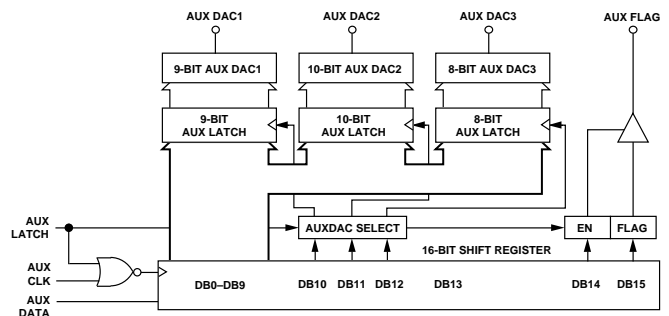 AUX DAC1 AUX DAC2 AUX DAC3 AUX FLAG
9-BIT AUX DAC1 10-BIT AUX DAC2 8-BIT AUX DAC3
9-BIT
AUX LATCH
10-BIT
AUX LATCH
8-BIT
AUX LATCH
AUX
LATCH
AUXDAC SELECT EN FLAG
16-BIT SHIFT REGISTER
AUX
CLK
DB0–DB9 DB10 DB11 DB12 DB13 DB14 DB15
AUX
DATA